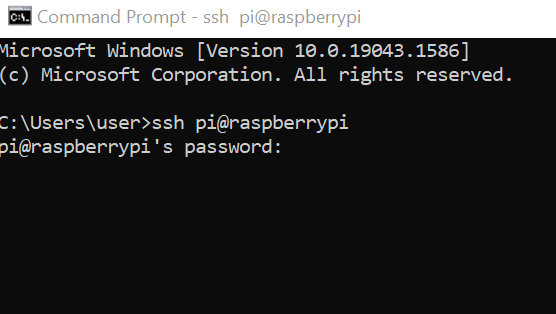 Command Prompt - ssh  pi@raspberrypi
Microsoft Windows [Version 10.0.19043.1586]
(c) Microsoft Corporation. All rights reserved.
C:\Users\user>ssh pi@raspberrypi
pi@raspberrypi's password: